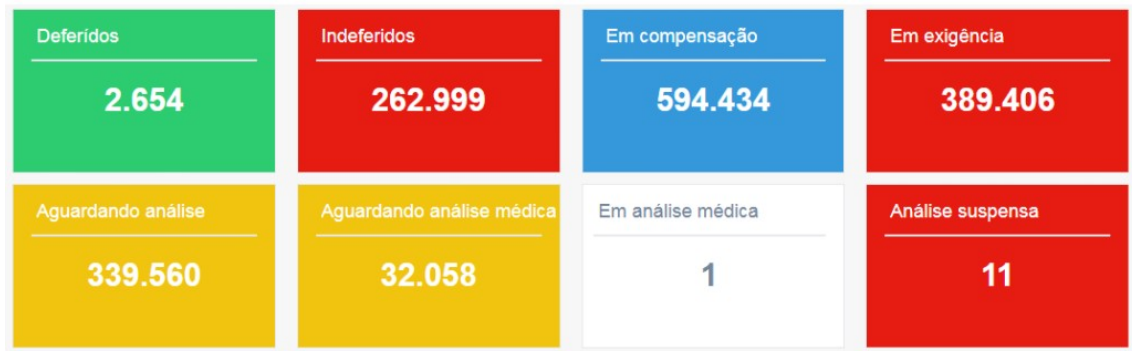 Deferidos
2.654
Indeferidos
262.999
Em compensação
594.434
Em exigência
389.406
Aguardando análise
339.560
Aguardando análise médica
32.058
Em análise médica
1
Análise suspensa
11